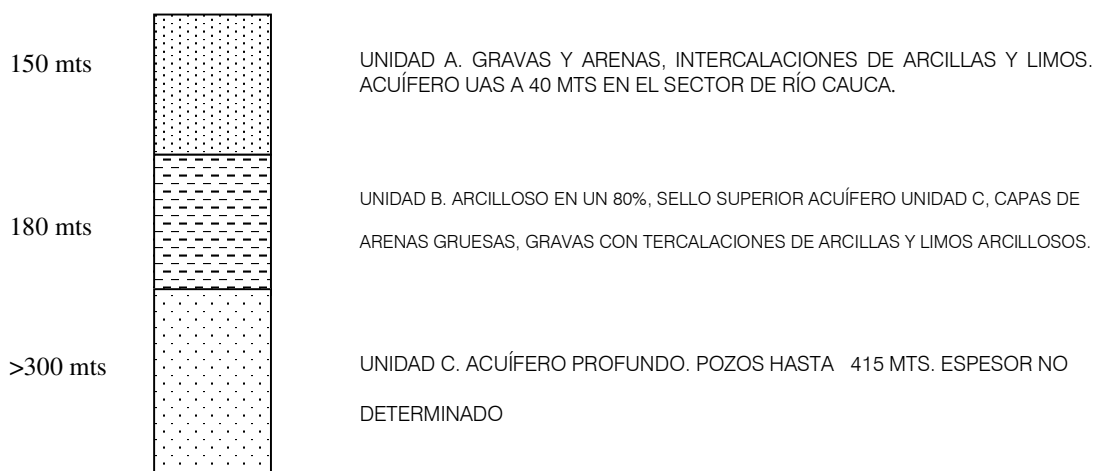 150 mts
UNIDAD A. GRAVAS Y ARENAS, INTERCALACIONES DE ARCILLAS Y LIMOS.
ACUÍFERO UAS A 40 MTS EN EL SECTOR DE RÍO CAUCA.
180 mts
UNIDAD B. ARCILLOSO EN UN 80%, SELLO SUPERIOR ACUÍFERO UNIDAD C, CAPAS DE
ARENAS GRUESAS, GRAVAS CON TERCALACIONES DE ARCILLAS Y LIMOS ARCILLOSOS.
>300 mts
UNIDAD C. ACUÍFERO PROFUNDO. POZOS HASTA 415 MTS. ESPESOR NO
DETERMINADO